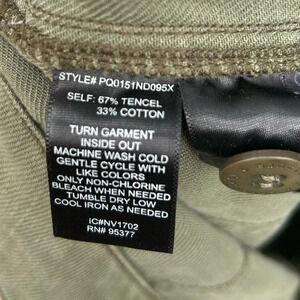 STYLE# PQ0151ND095X
SELF: 67% TENCEL
33% COTTON
TURN GARMENT
INSIDE OUT
MACHINE WASH COLD
GENTLE CYCLE WITH
LIKE COLORS
ONLY NON-CHLORINE
BLEACH WHEN NEEDED
TUMBLE DRY LOW
COOL IRON AS NEEDED
IC#NV1702
RN# 95377